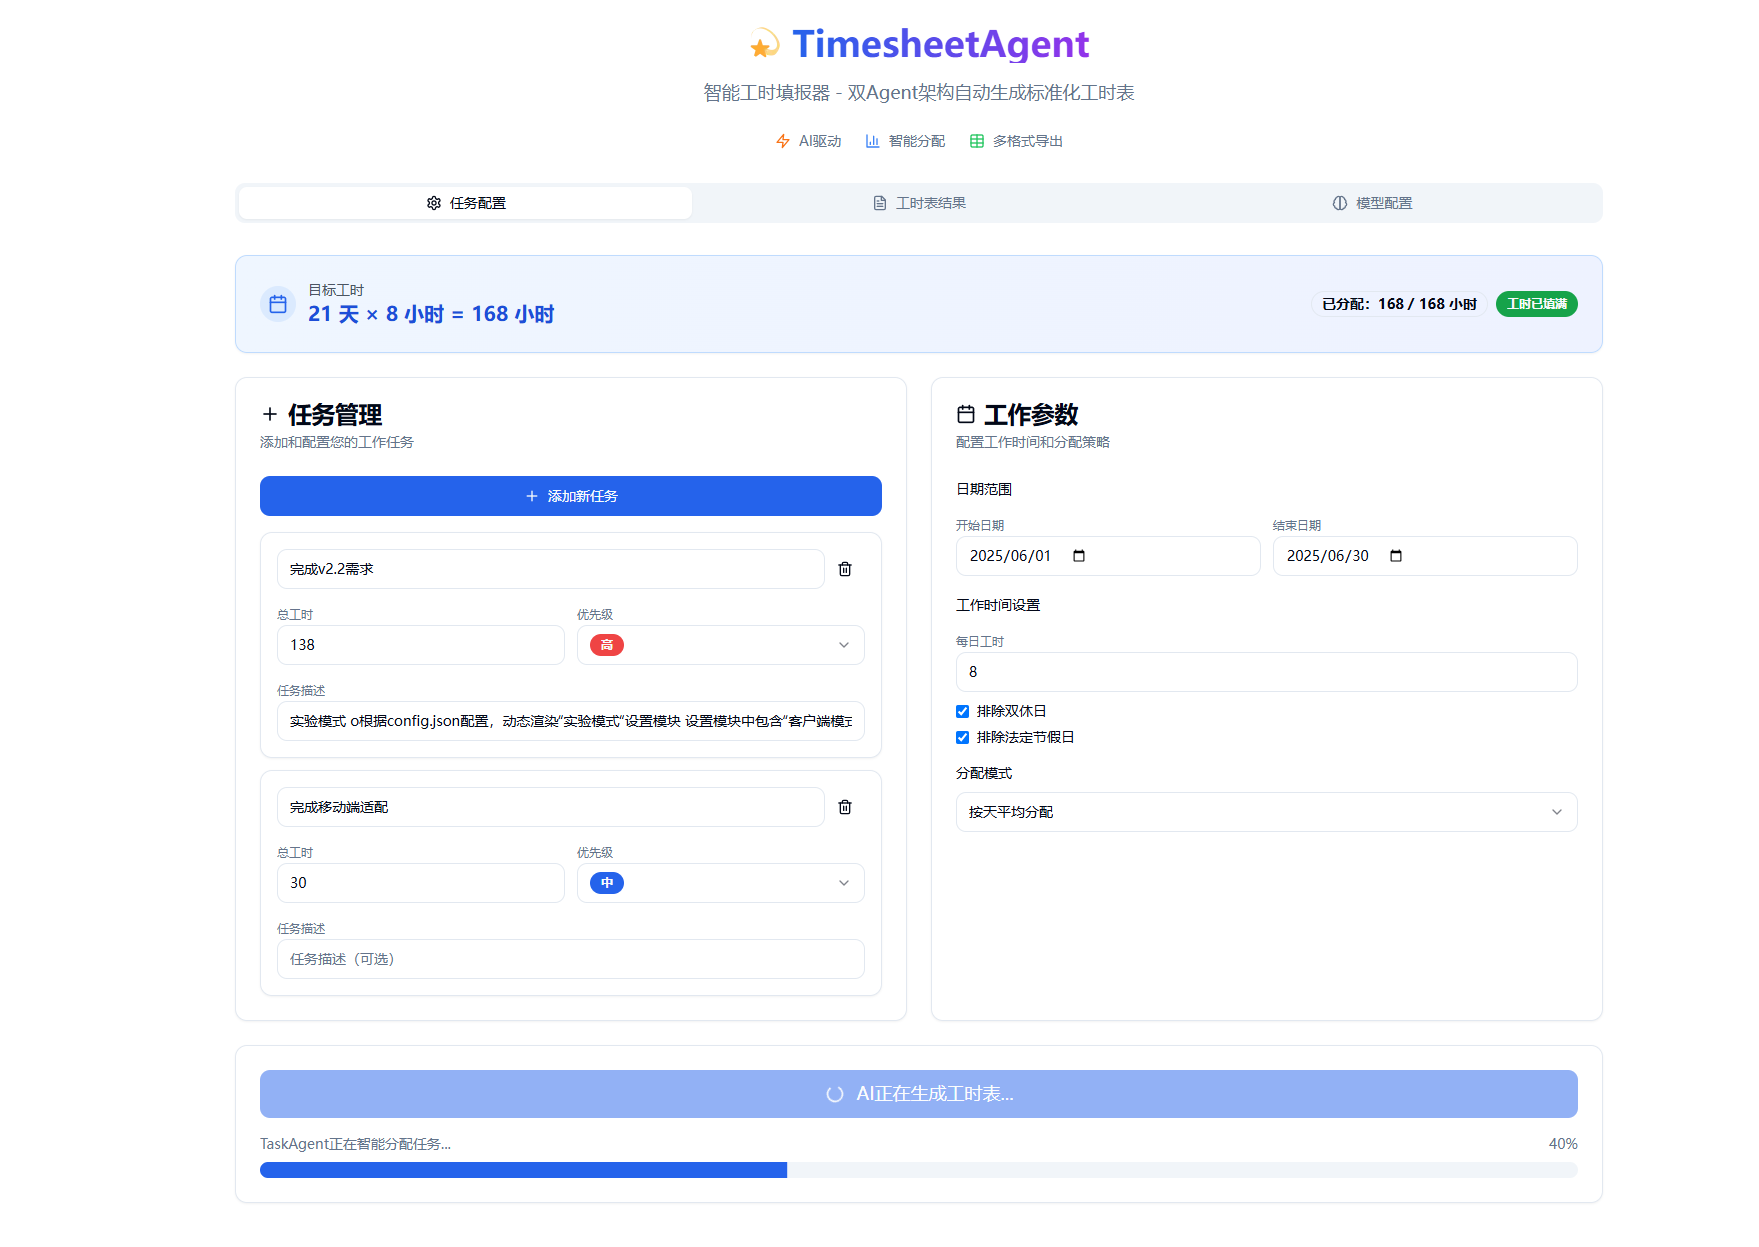 TimesheetAgent
智能工时填报器 - 双Agent架构自动生成标准化工时表
AI驱动 智能分配 多格式导出
任务配置 工时表结果 模型配置
目标工时
21 天 × 8 小时 = 168 小时
已分配：168 / 168 小时 工时已填满
任务管理
添加和配置您的工作任务
添加新任务
完成v2.2需求
总工时 优先级
138 高
任务描述
实验模式 o根据config.json配置，动态渲染“实验模式”设置模块 设置模块中包含“客户端模式
完成移动端适配
总工时 优先级
30 中
任务描述
任务描述（可选）
工作参数
配置工作时间和分配策略
日期范围
开始日期 结束日期
2025/06/01 2025/06/30
工作时间设置
每日工时
8
排除双休日
排除法定节假日
分配模式
按天平均分配
AI正在生成工时表...
TaskAgent正在智能分配任务... 40%